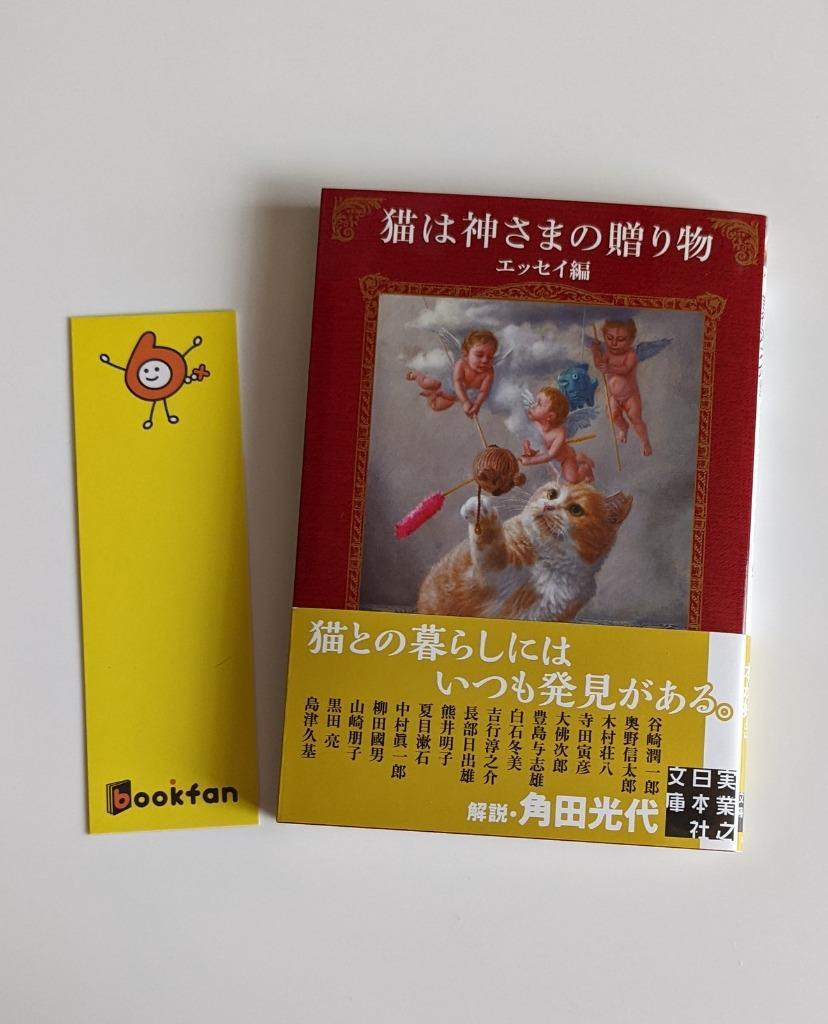 猫は神さまの贈り物
エッセイ編
猫との暮らしには
いつも発見がある。
谷崎潤一郎
奥野信太郎
木村荘八
寺田寅彦
大佛次郎
豊島与志雄
白石冬美
吉行淳之介
長部日出雄
熊井明子
夏目漱石
中村眞一郎
柳田國男
山崎朋子
黒田 亮
島津久基
解説・角田光代
実業之
日本社
文庫
bookfan